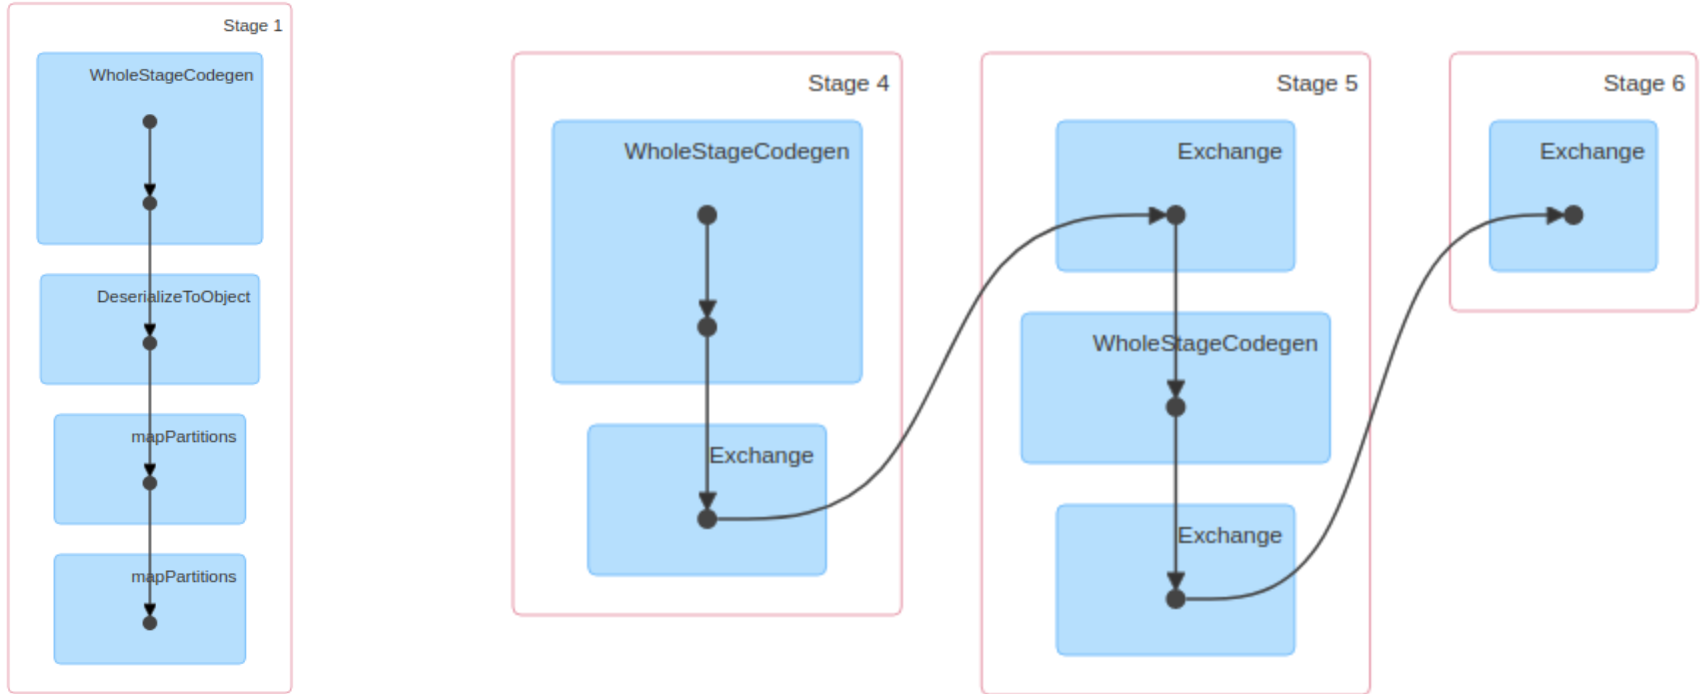 Stage 1
WholeStageCodegen
DeserializeToObject
mapPartitions
mapPartitions
Stage 4
WholeStageCodegen
Exchange
Stage 5
Exchange
WholeStageCodegen
Exchange
Stage 6
Exchange